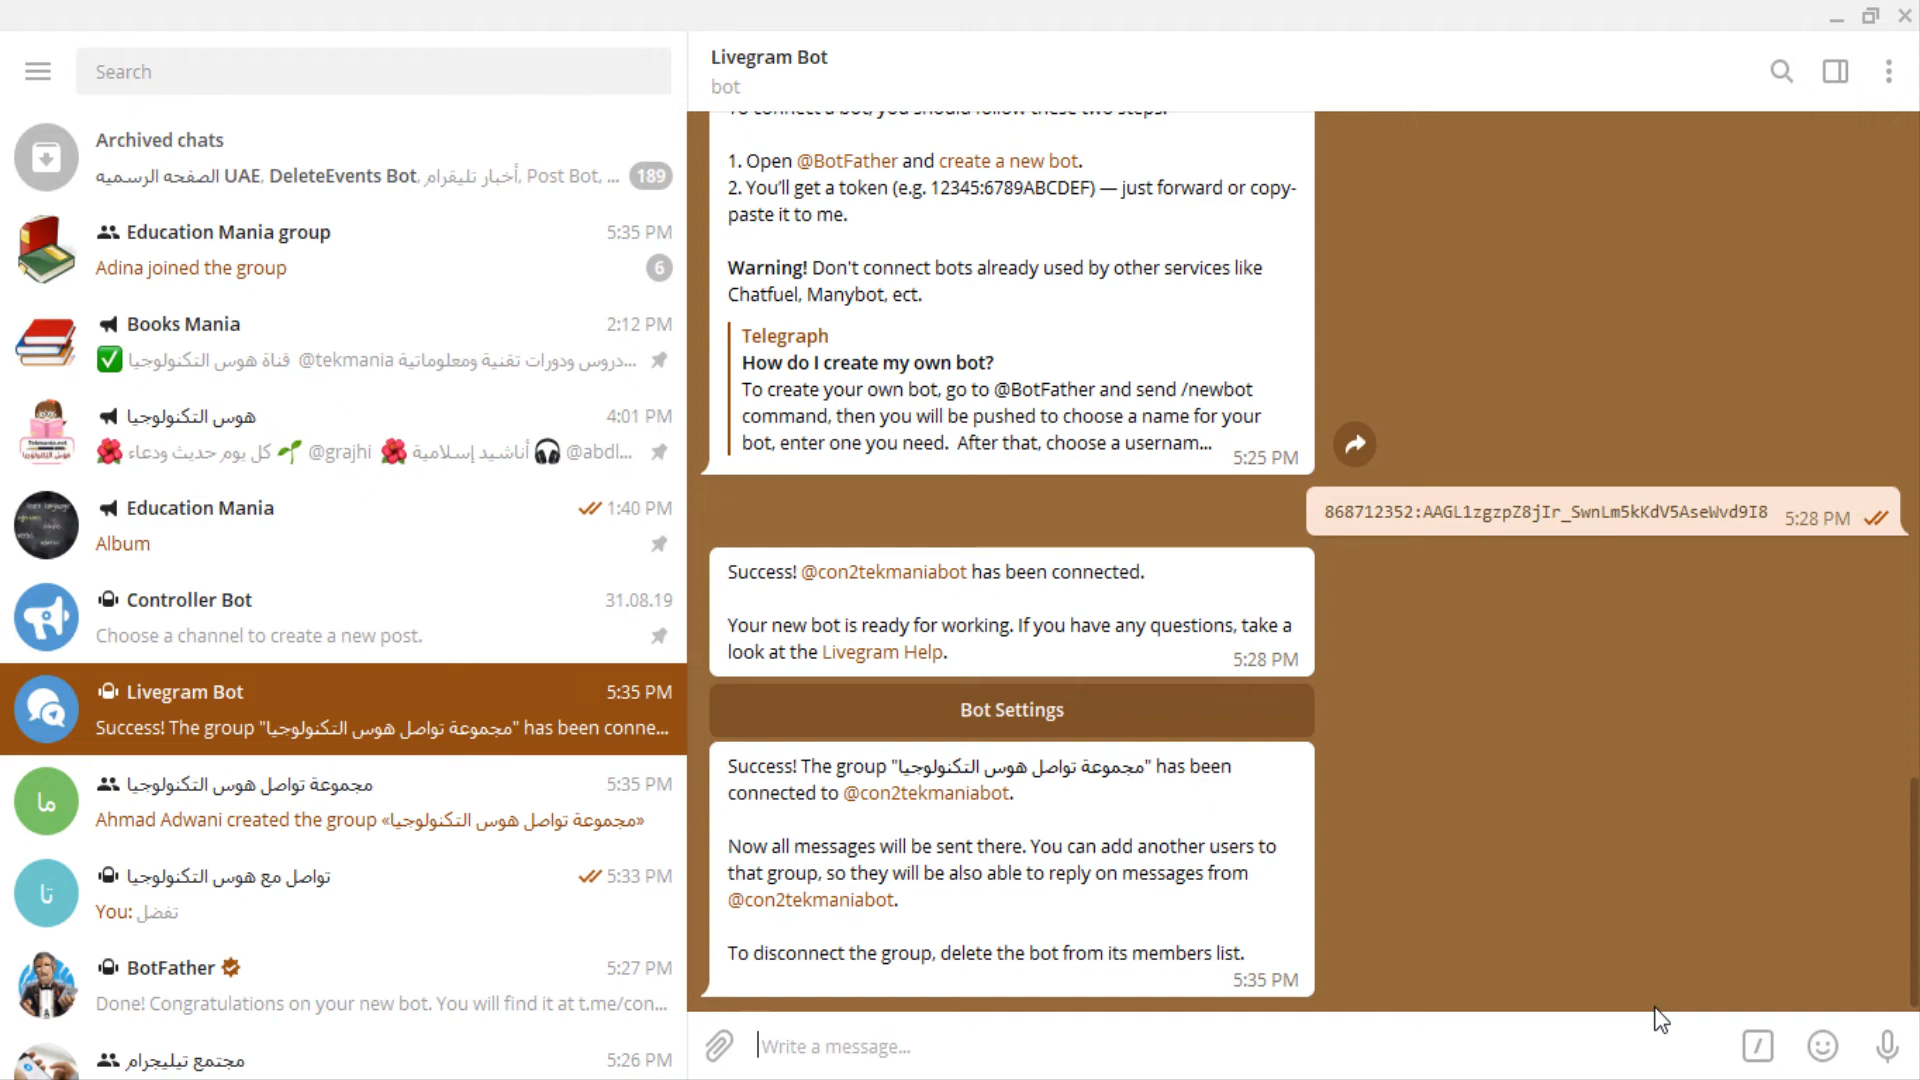 Search
Archived chats
الصفحه الرسميه UAE, DeleteEvents Bot, أخبار تليقرام, Post Bot, ...
189
Education Mania group
5:35 PM
Adina joined the group
6
Books Mania
2:12 PM
دروس ودورات تقنية ومعلوماتية @tekmania قناة هوس التكنولوجيا...
هوس التكنولوجيا
4:01 PM
كل يوم حديث ودعاء @grajhi أناشيد إسلامية @abdl...
Education Mania
1:40 PM
Album
Controller Bot
31.08.19
Choose a channel to create a new post.
Livegram Bot
5:35 PM
Success! The group "مجموعة تواصل هوس التكنولوجيا" has been conne...
ما
مجموعة تواصل هوس التكنولوجيا
5:35 PM
Ahmad Adwani created the group «مجموعة تواصل هوس التكنولوجيا»
تا
تواصل مع هوس التكنولوجيا
5:33 PM
You: تفضل
BotFather
5:27 PM
Done! Congratulations on your new bot. You will find it at t.me/con...
مجتمع تيليجرام
5:26 PM
Livegram Bot
bot
To connect a bot, you should follow these two steps:
1. Open @BotFather and create a new bot.
2. You'll get a token (e.g. 12345:6789ABCDEF) — just forward or copy-
paste it to me.
Warning! Don't connect bots already used by other services like
Chatfuel, Manybot, ect.
Telegraph
How do I create my own bot?
To create your own bot, go to @BotFather and send /newbot
command, then you will be pushed to choose a name for your
bot, enter one you need.  After that, choose a usernam...
5:25 PM
868712352:AAGL1zgzpZ8jIr_SwnLm5kKdV5AseWvd9I8
5:28 PM
Success! @con2tekmaniabot has been connected.
Your new bot is ready for working. If you have any questions, take a
look at the Livegram Help.
5:28 PM
Bot Settings
Success! The group "مجموعة تواصل هوس التكنولوجيا" has been
connected to @con2tekmaniabot.
Now all messages will be sent there. You can add another users to
that group, so they will be also able to reply on messages from
@con2tekmaniabot.
To disconnect the group, delete the bot from its members list.
5:35 PM
Write a message...